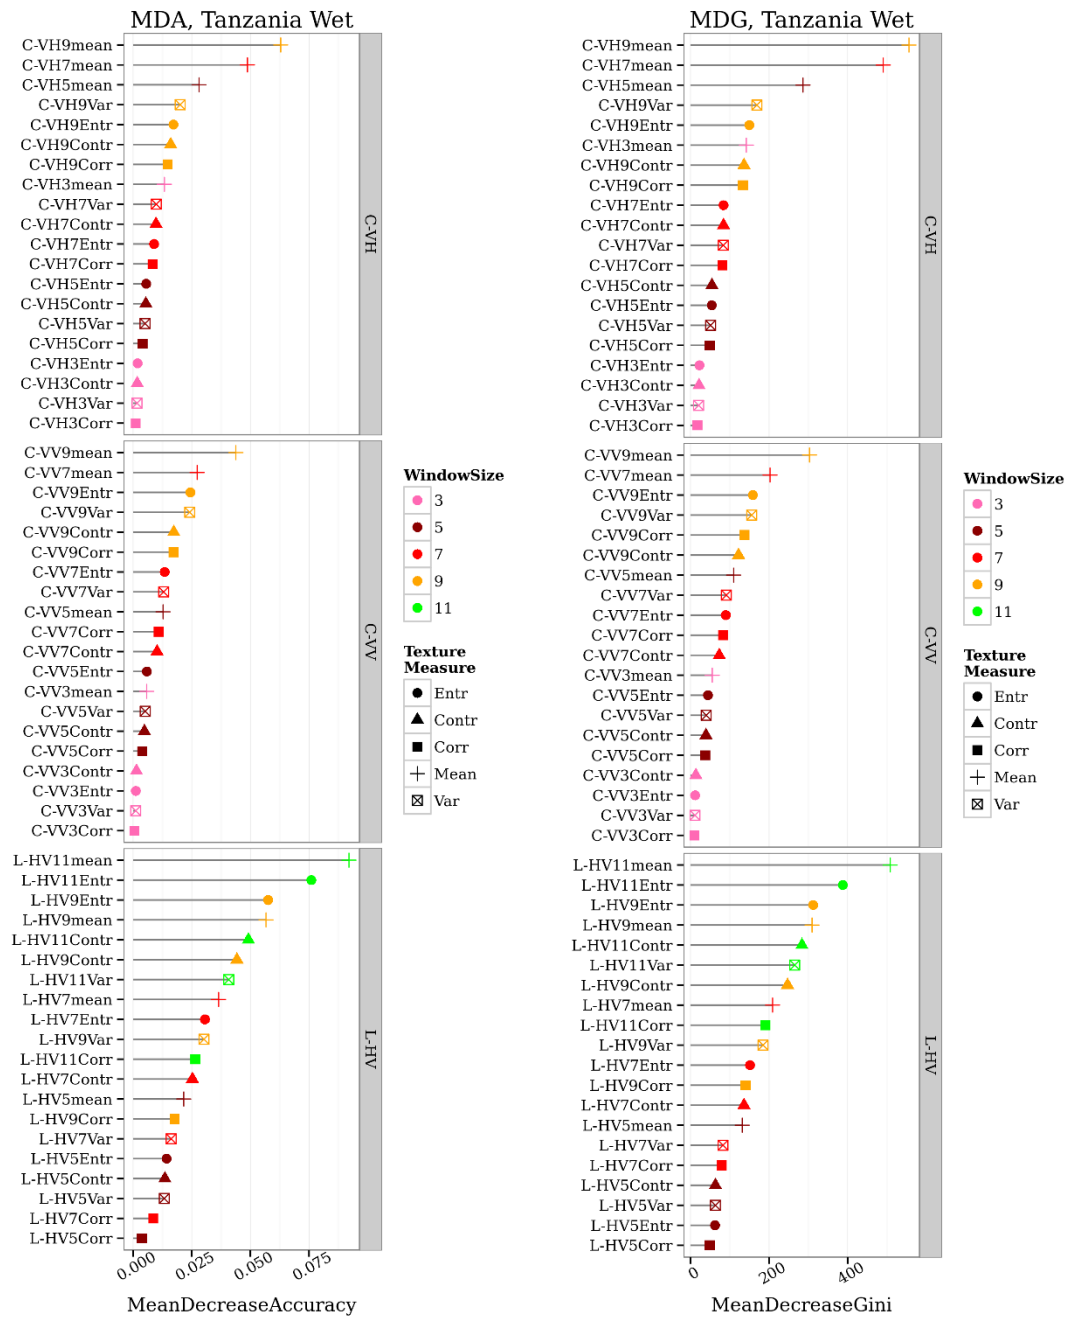 MDA, Tanzania Wet
C-VH9mean
C-VH7mean
C-VH5mean
C-VH9Var
C-VH9Entr
C-VH9Contr
C-VH9Corr
C-VH3mean
C-VH7Var
C-VH7Contr
C-VH7Entr
C-VH7Corr
C-VH5Entr
C-VH5Contr
C-VH5Var
C-VH5Corr
C-VH3Entr
C-VH3Contr
C-VH3Var
C-VH3Corr
C-VH
C-VV9mean
C-VV7mean
C-VV9Entr
C-VV9Var
C-VV9Contr
C-VV9Corr
C-VV7Entr
C-VV7Var
C-VV5mean
C-VV7Corr
C-VV7Contr
C-VV5Entr
C-VV3mean
C-VV5Var
C-VV5Contr
C-VV5Corr
C-VV3Contr
C-VV3Entr
C-VV3Var
C-VV3Corr
C-VV
L-HV11mean
L-HV11Entr
L-HV9Entr
L-HV9mean
L-HV11Contr
L-HV9Contr
L-HV11Var
L-HV7mean
L-HV7Entr
L-HV9Var
L-HV11Corr
L-HV7Contr
L-HV5mean
L-HV9Corr
L-HV7Var
L-HV5Entr
L-HV5Contr
L-HV5Var
L-HV7Corr
L-HV5Corr
L-HV
0.000 0.025 0.050 0.075
MeanDecreaseAccuracy
WindowSize
3
5
7
9
11
Texture
Measure
Entr
Contr
Corr
Mean
Var
MDG, Tanzania Wet
C-VH9mean
C-VH7mean
C-VH5mean
C-VH9Var
C-VH9Entr
C-VH3mean
C-VH9Contr
C-VH9Corr
C-VH7Entr
C-VH7Contr
C-VH7Var
C-VH7Corr
C-VH5Contr
C-VH5Entr
C-VH5Var
C-VH5Corr
C-VH3Entr
C-VH3Contr
C-VH3Var
C-VH3Corr
C-VH
C-VV9mean
C-VV7mean
C-VV9Entr
C-VV9Var
C-VV9Corr
C-VV9Contr
C-VV5mean
C-VV7Var
C-VV7Entr
C-VV7Corr
C-VV7Contr
C-VV3mean
C-VV5Entr
C-VV5Var
C-VV5Contr
C-VV5Corr
C-VV3Contr
C-VV3Entr
C-VV3Var
C-VV3Corr
C-VV
L-HV11mean
L-HV11Entr
L-HV9Entr
L-HV9mean
L-HV11Contr
L-HV11Var
L-HV9Contr
L-HV7mean
L-HV11Corr
L-HV9Var
L-HV7Entr
L-HV9Corr
L-HV7Contr
L-HV5mean
L-HV7Var
L-HV7Corr
L-HV5Contr
L-HV5Var
L-HV5Entr
L-HV5Corr
L-HV
0 200 400
MeanDecreaseGini
WindowSize
3
5
7
9
11
Texture
Measure
Entr
Contr
Corr
Mean
Var